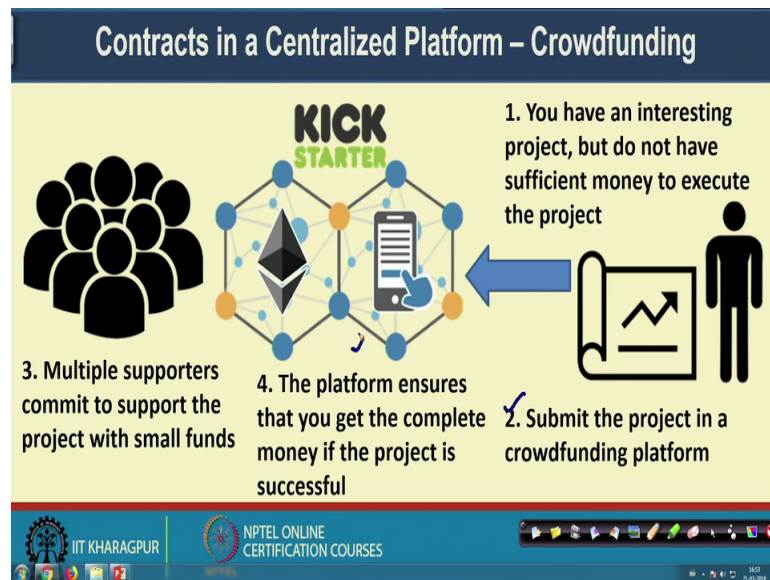 Contracts in a Centralized Platform – Crowdfunding
KICK
STARTER
1. You have an interesting
project, but do not have
sufficient money to execute
the project
3. Multiple supporters
commit to support the
project with small funds
4. The platform ensures
that you get the complete
money if the project is
successful
2. Submit the project in a
crowdfunding platform
IIT KHARAGPUR
NPTEL ONLINE
CERTIFICATION COURSES
16:53